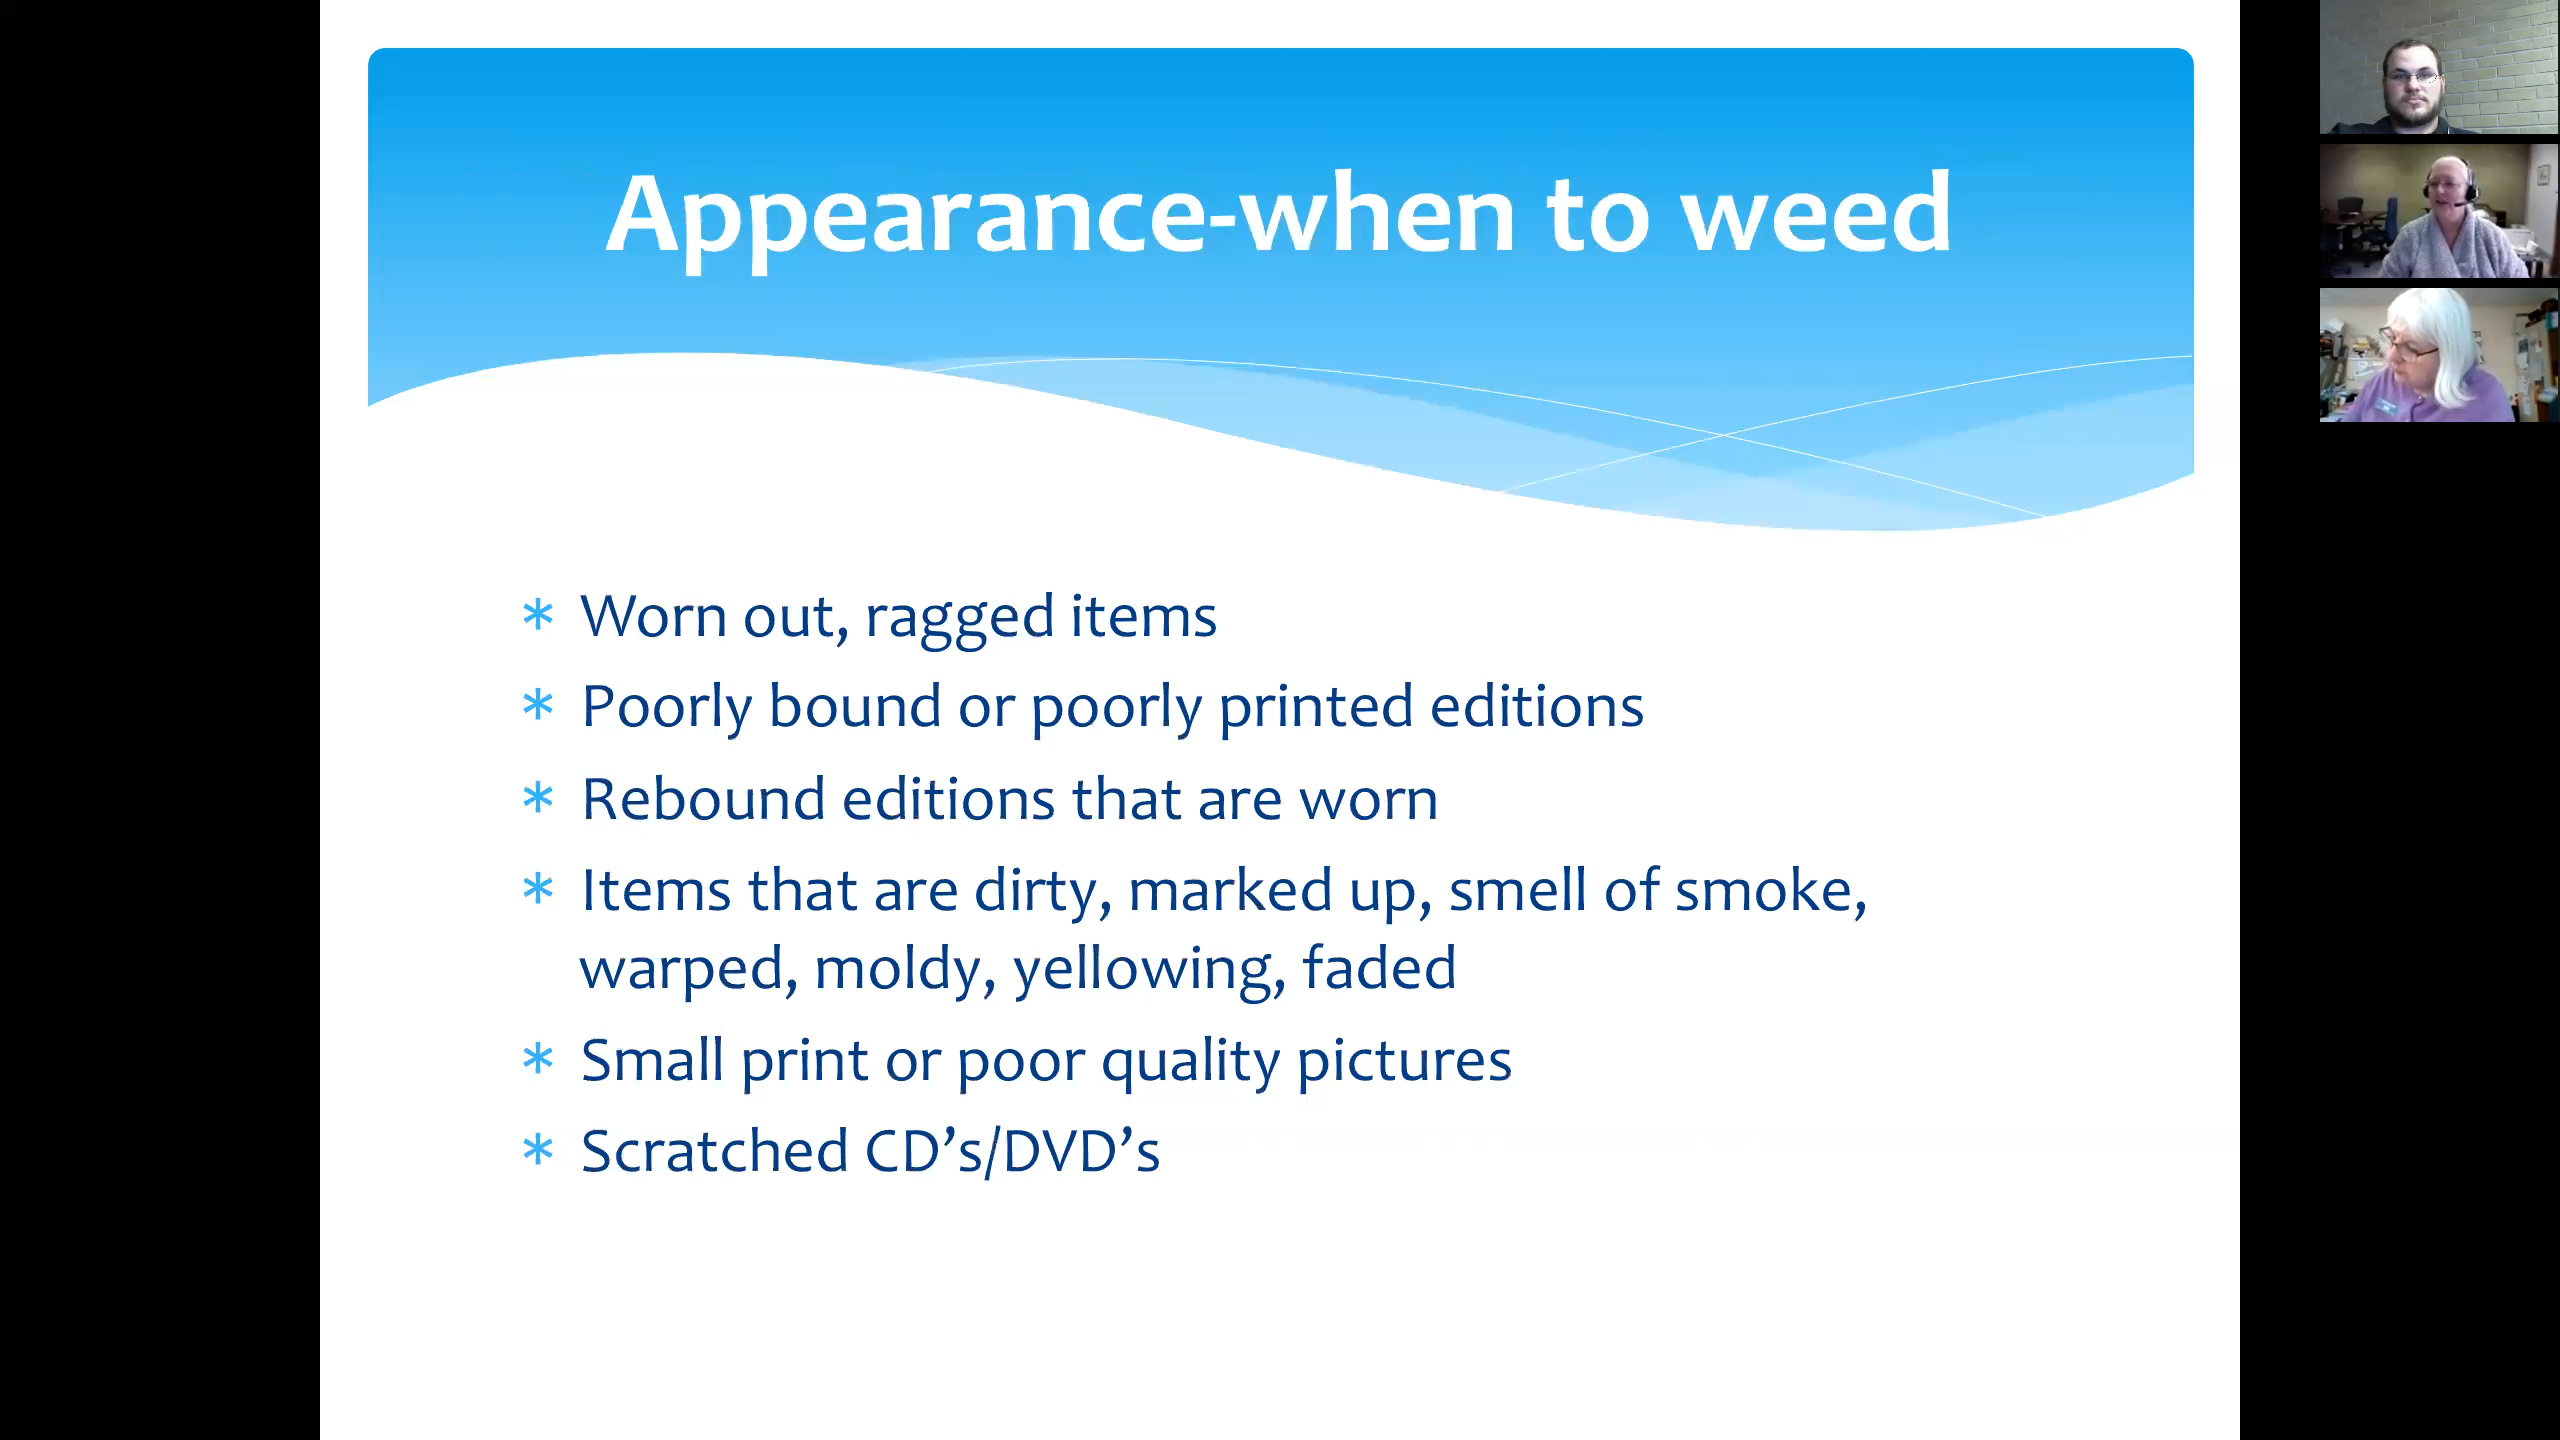 Appearance-when to weed
* Worn out, ragged items
* Poorly bound or poorly printed editions
* Rebound editions that are worn
* Items that are dirty, marked up, smell of smoke,
warped, moldy, yellowing, faded
* Small print or poor quality pictures
* Scratched CD’s/DVD’s